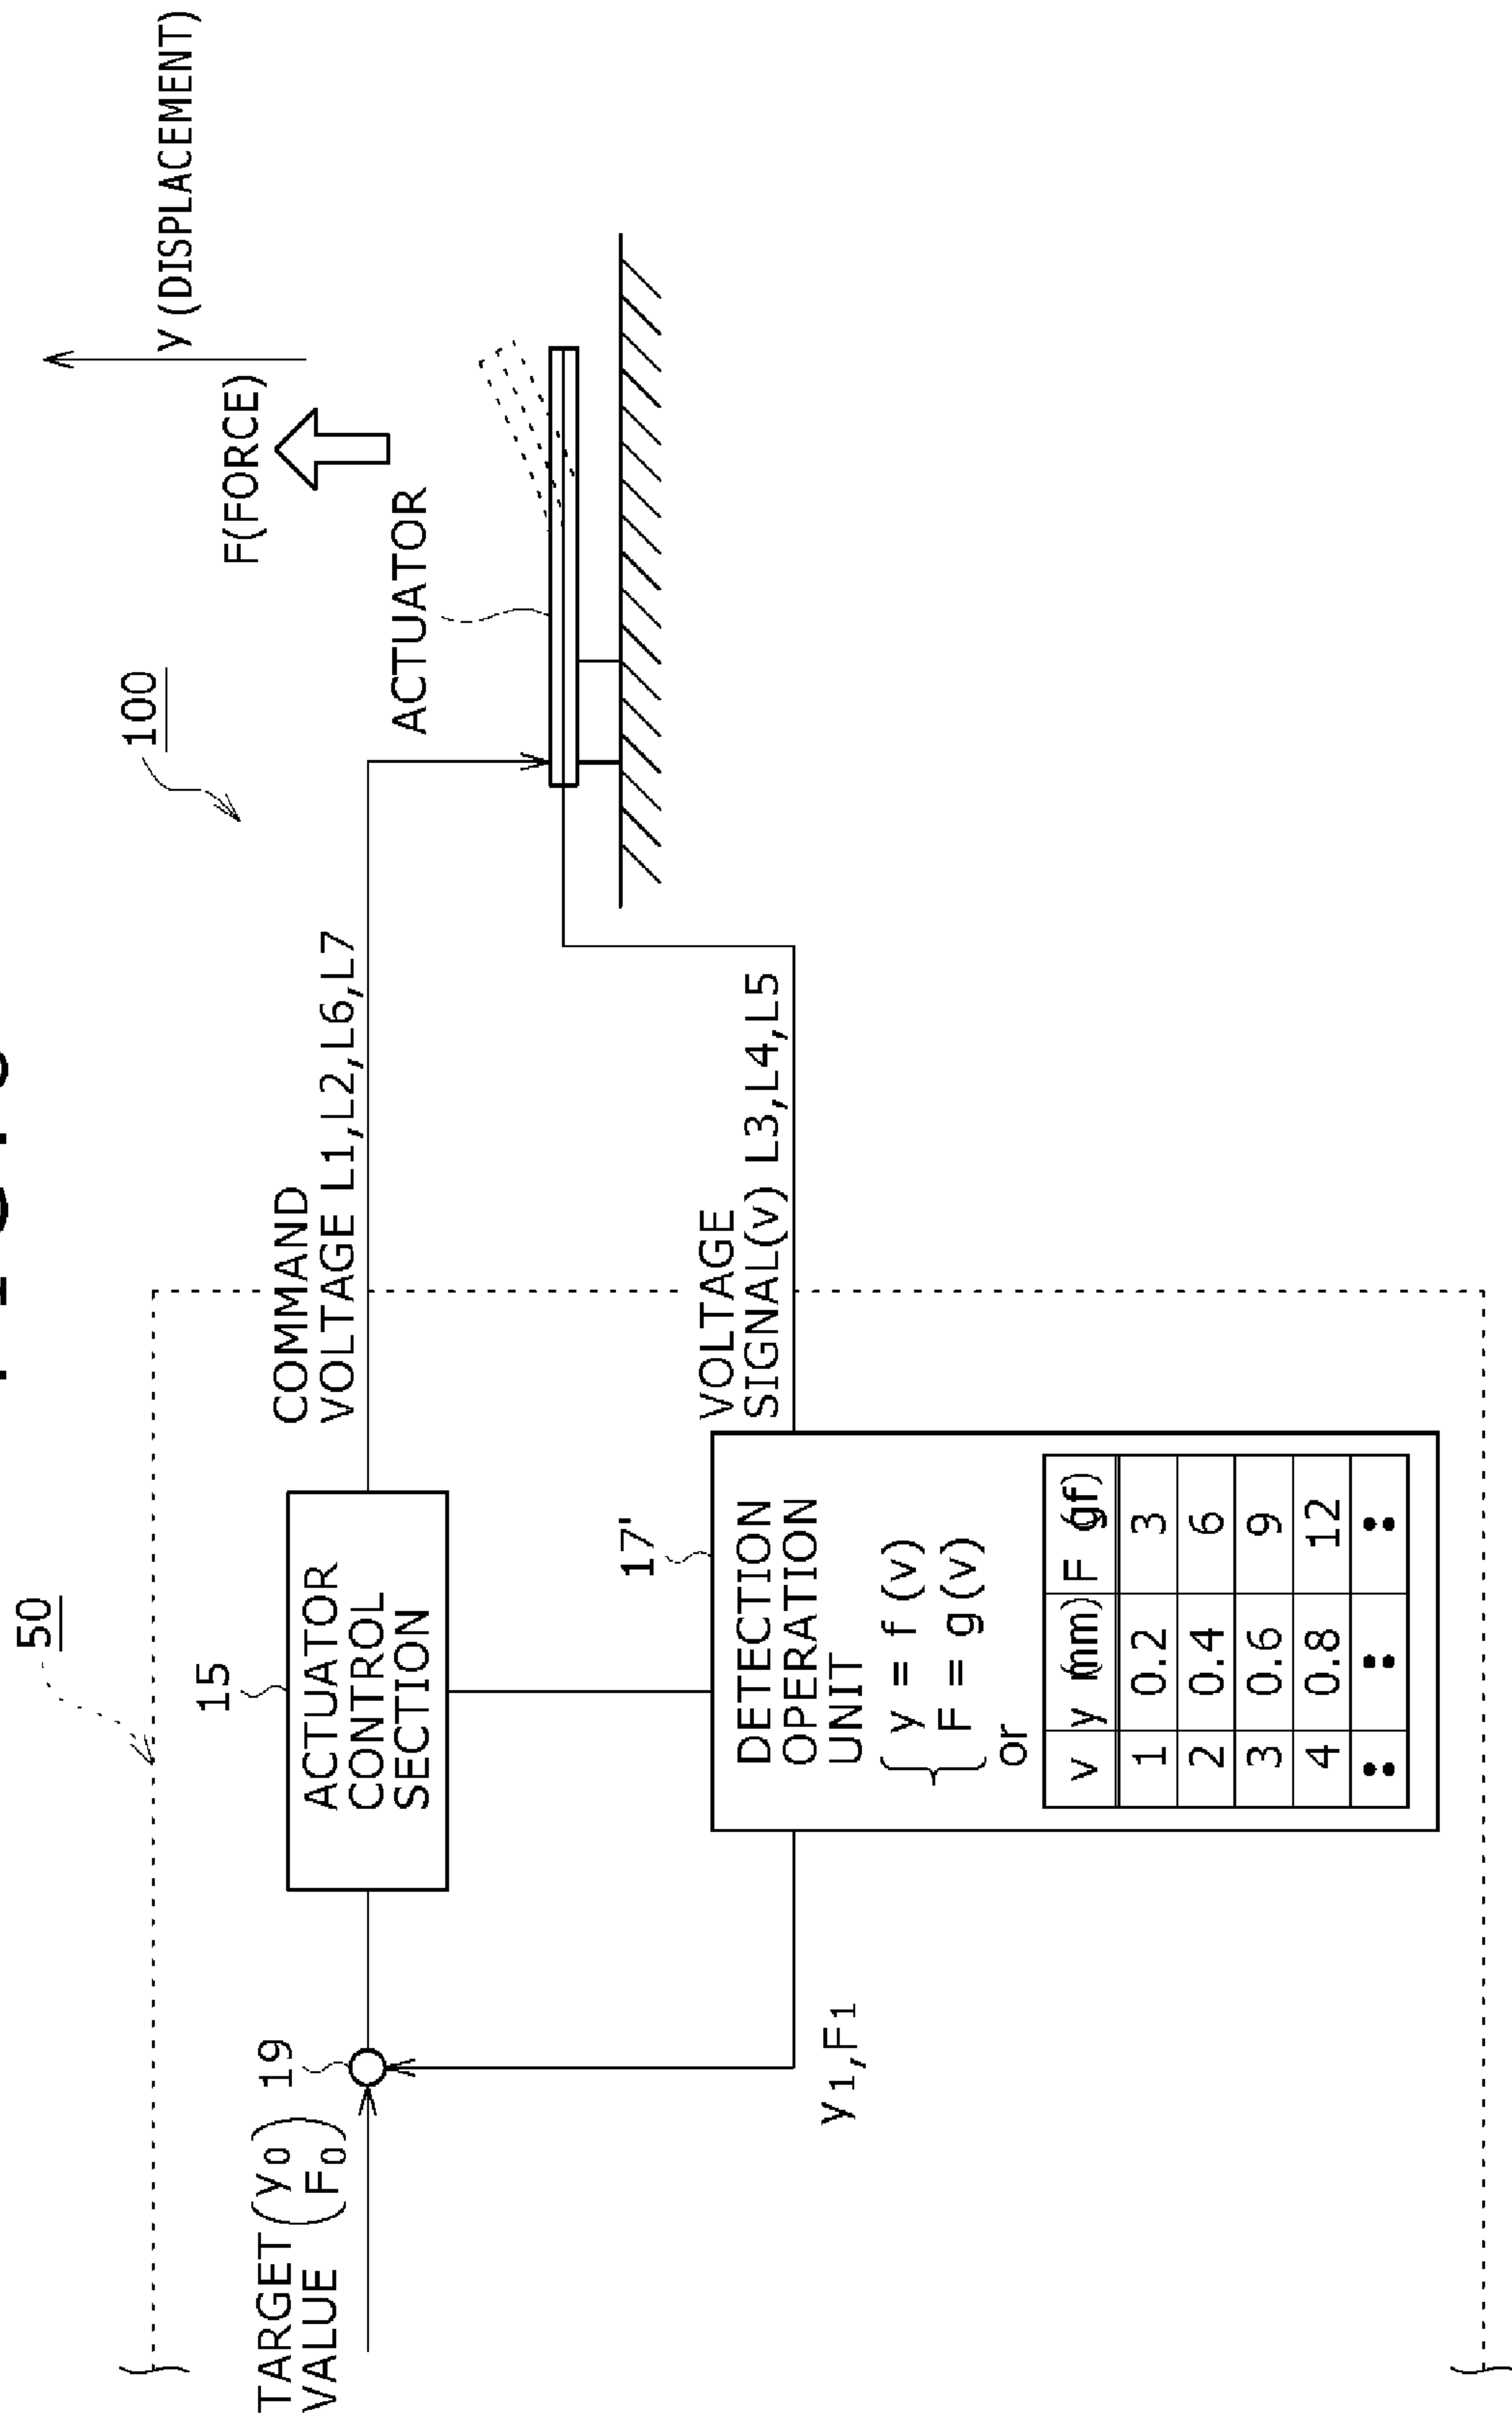 50
100
y (DISPLACEMENT)
F(FORCE)
ACTUATOR
COMMAND
VOLTAGE L1,L2,L6,L7
15
ACTUATOR
CONTROL
SECTION
TARGET (y0)
VALUE (F0)
19
VOLTAGE
SIGNAL(v) L3,L4,L5
17'
DETECTION
OPERATION
UNIT
y = f (v)
F = g (v)
or
v y (mm) F (gf)
1 0.2 3
2 0.4 6
3 0.6 9
4 0.8 12
: : :
y1,F1